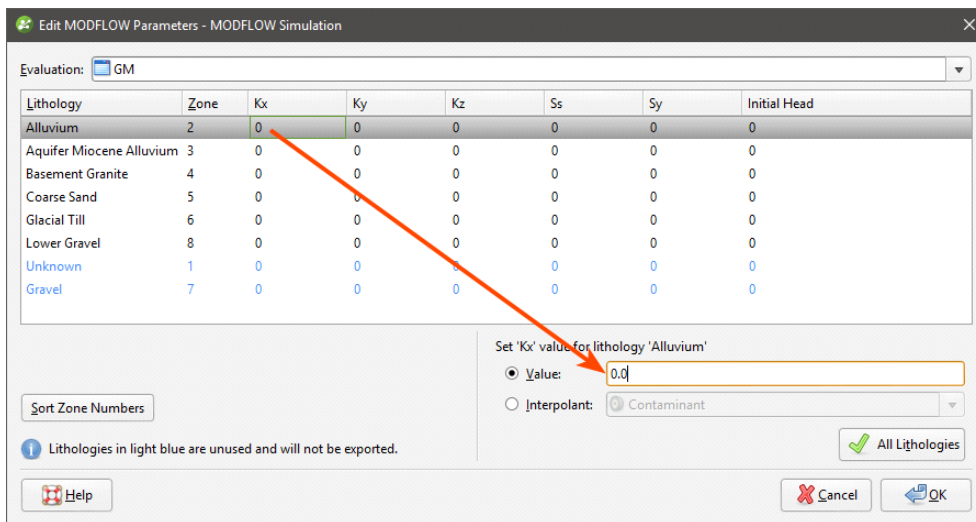 Edit MODFLOW Parameters - MODFLOW Simulation
Evaluation: GM
Lithology Zone Kx Ky Kz Ss Sy Initial Head
Alluvium 2 0 0 0 0 0 0
Aquifer Miocene Alluvium 3 0 0 0 0 0 0
Basement Granite 4 0 0 0 0 0 0
Coarse Sand 5 0 0 0 0 0 0
Glacial Till 6 0 0 0 0 0 0
Lower Gravel 8 0 0 0 0 0 0
Unknown 1 0 0 0 0 0 0
Gravel 7 0 0 0 0 0 0
Set 'Kx' value for lithology 'Alluvium'
Value: 0.0
Interpolant: Contaminant
Sort Zone Numbers
Lithologies in light blue are unused and will not be exported.
All Lithologies
Help
Cancel
OK